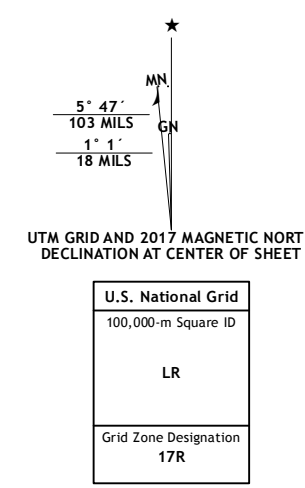 ★
MN
5° 47´
103 MILS
GN
1° 1´
18 MILS
UTM GRID AND 2017 MAGNETIC NORT
DECLINATION AT CENTER OF SHEET
U.S. National Grid
100,000-m Square ID
LR
Grid Zone Designation
17R